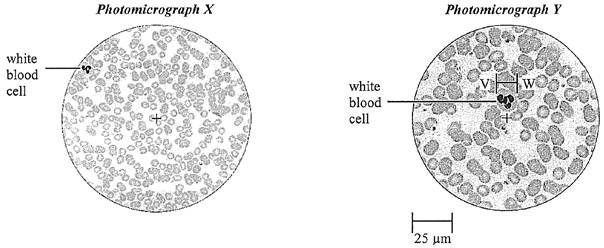 Photomicrograph X
white
blood
cell
Photomicrograph Y
V W
white
blood
cell
25 µm